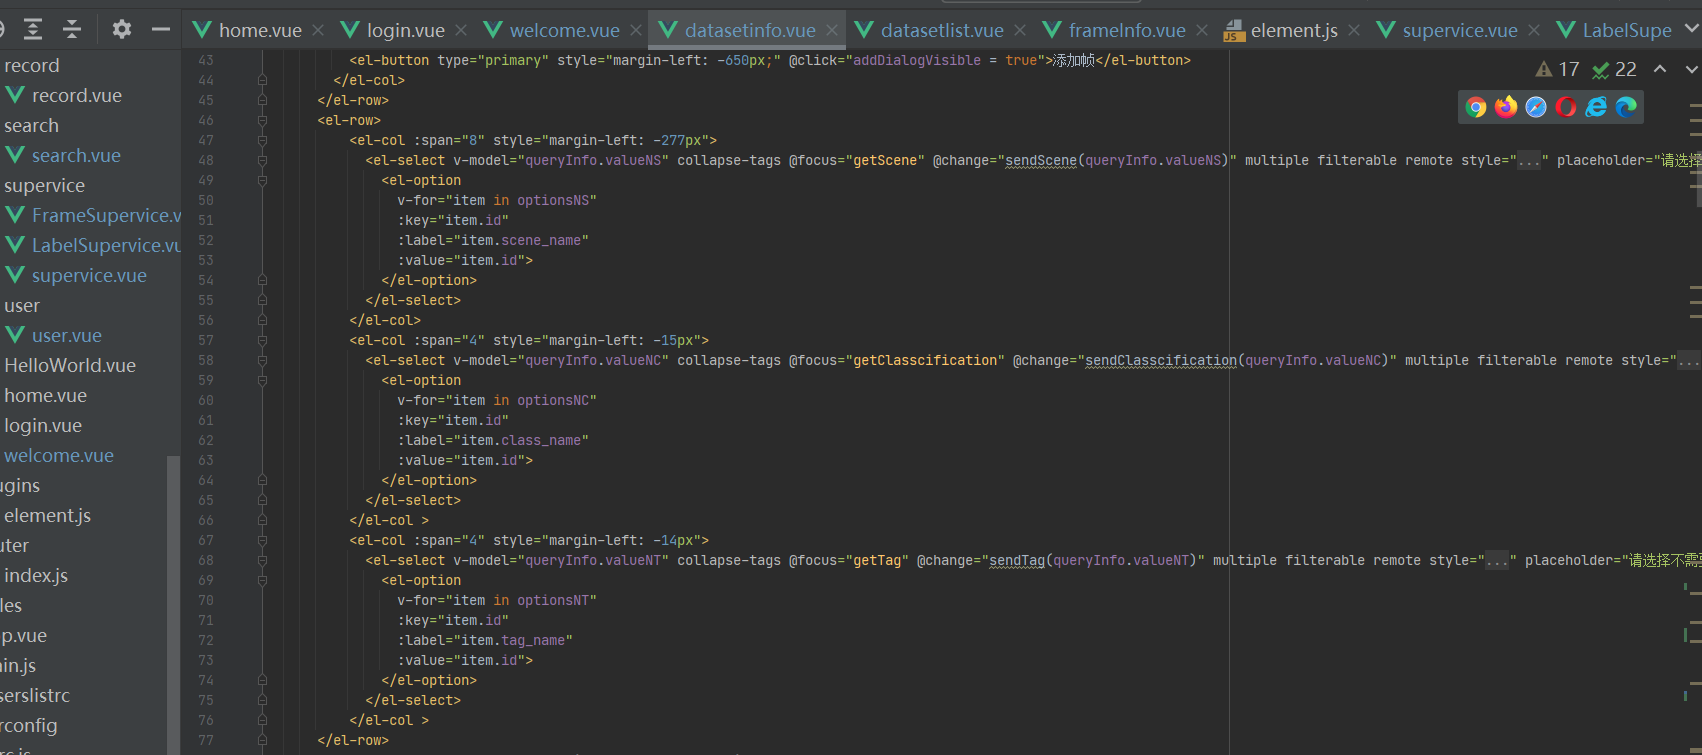 home.vue
login.vue
welcome.vue
datasetinfo.vue
datasetlist.vue
frameInfo.vue
element.js
supervice.vue
LabelSupe
record
record.vue
search
search.vue
supervice
FrameSupervice.v
LabelSupervice.vu
supervice.vue
user
user.vue
HelloWorld.vue
home.vue
login.vue
welcome.vue
ugins
element.js
uter
index.js
les
p.vue
in.js
serslistrc
rconfig
17 22
43 <el-button type="primary" style="margin-left: -650px;" @click="addDialogVisible = true">添加帧</el-button>
44 </el-col>
45 </el-row>
46 <el-row>
47 <el-col :span="8" style="margin-left: -277px">
48 <el-select v-model="queryInfo.valueNS" collapse-tags @focus="getScene" @change="sendScene(queryInfo.valueNS)" multiple filterable remote style="..." placeholder="请选择
49 <el-option
50 v-for="item in optionsNS"
51 :key="item.id"
52 :label="item.scene_name"
53 :value="item.id">
54 </el-option>
55 </el-select>
56 </el-col>
57 <el-col :span="4" style="margin-left: -15px">
58 <el-select v-model="queryInfo.valueNC" collapse-tags @focus="getClasscification" @change="sendClasscification(queryInfo.valueNC)" multiple filterable remote style="...
59 <el-option
60 v-for="item in optionsNC"
61 :key="item.id"
62 :label="item.class_name"
63 :value="item.id">
64 </el-option>
65 </el-select>
66 </el-col >
67 <el-col :span="4" style="margin-left: -14px">
68 <el-select v-model="queryInfo.valueNT" collapse-tags @focus="getTag" @change="sendTag(queryInfo.valueNT)" multiple filterable remote style="..." placeholder="请选择不需要
69 <el-option
70 v-for="item in optionsNT"
71 :key="item.id"
72 :label="item.tag_name"
73 :value="item.id">
74 </el-option>
75 </el-select>
76 </el-col >
77 </el-row>